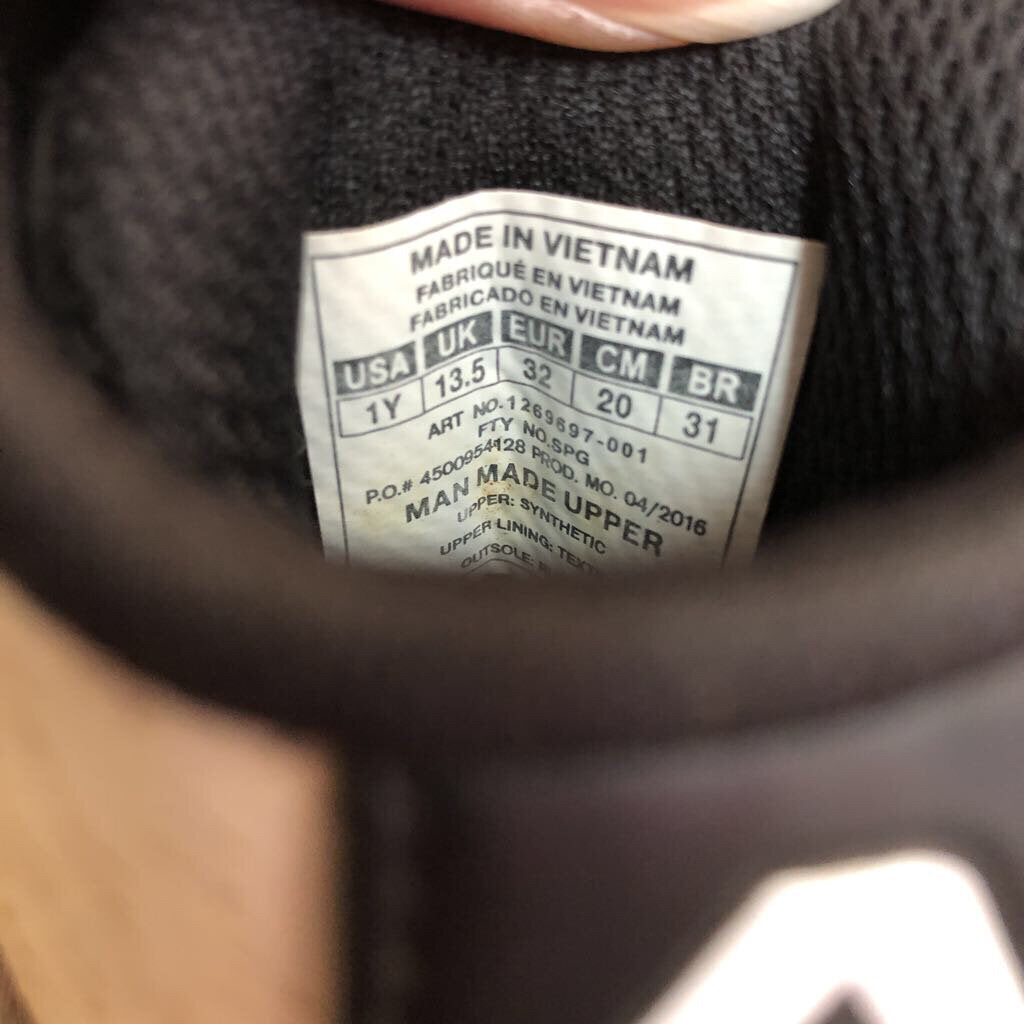 MADE IN VIETNAM
FABRIQUÉ EN VIETNAM
FABRICADO EN VIETNAM
USA UK EUR CM BR
1Y 13.5 32 20 31
ART NO.1269697-001
FTY NO.SPG
P.O.# 4500954128 PROD. MO. 04/2016
MAN MADE UPPER
UPPER: SYNTHETIC
UPPER LINING:
OUTSOLE: